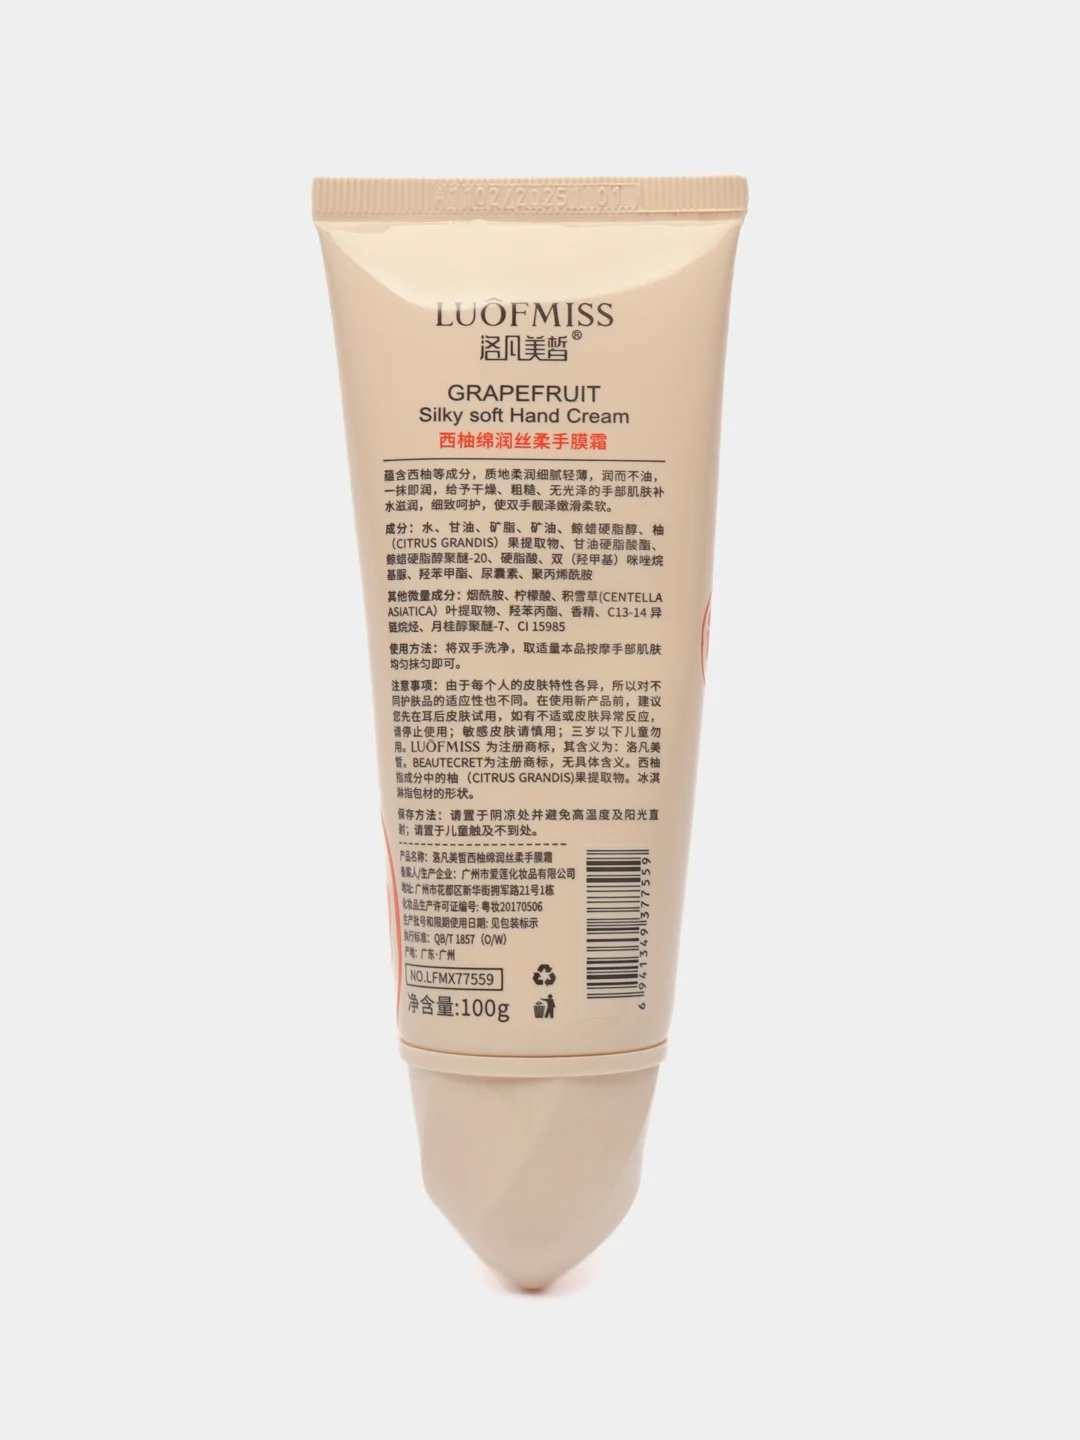 A1102/2025 01
LUÔFMISS
洛凡美皙®
GRAPEFRUIT
Silky soft Hand Cream
西柚绵润丝柔手膜霜
蕴含西柚等成分，质地柔润细腻轻薄，润而不油，
一抹即润，给予干燥、粗糙、无光泽的手部肌肤补
水滋润，细致呵护，使双手靓泽嫩滑柔软。
成分：水、甘油、矿脂、矿油、鲸蜡硬脂醇、柚
（CITRUS GRANDIS）果提取物、甘油硬脂酸酯、
鲸蜡硬脂醇聚醚-20、硬脂酸、双（羟甲基）咪唑烷
基脲、羟苯甲酯、尿囊素、聚丙烯酰胺
其他微量成分：烟酰胺、柠檬酸、积雪草(CENTELLA
ASIATICA）叶提取物、羟苯丙酯、香精、C13-14 异
链烷烃、月桂醇聚醚-7、CI 15985
使用方法：将双手洗净，取适量本品按摩手部肌肤
均匀抹匀即可。
注意事项：由于每个人的皮肤特性各异，所以对不
同护肤品的适应性也不同。在使用新产品前，建议
您先在耳后皮肤试用，如有不适或皮肤异常反应，
请停止使用；敏感皮肤请慎用；三岁以下儿童勿
用。LUÔFMISS 为注册商标，其含义为：洛凡美
皙。BEAUTECRET为注册商标，无具体含义。西柚
指成分中的柚（CITRUS GRANDIS)果提取物。冰淇
淋指包材的形状。
保存方法：请置于阴凉处并避免高温度及阳光直
射；请置于儿童触及不到处。
产品名称：洛凡美皙西柚绵润丝柔手膜霜
备案人/生产企业：广州市爱莲化妆品有限公司
地址：广州市花都区新华街拥军路21号1栋
化妆品生产许可证编号：粤妆20170506
生产批号和限期使用日期：见包装标示
执行标准：QB/T 1857（O/W）
产地：广东·广州
NO.LFMX77559
净含量:100g
6 941349 377559